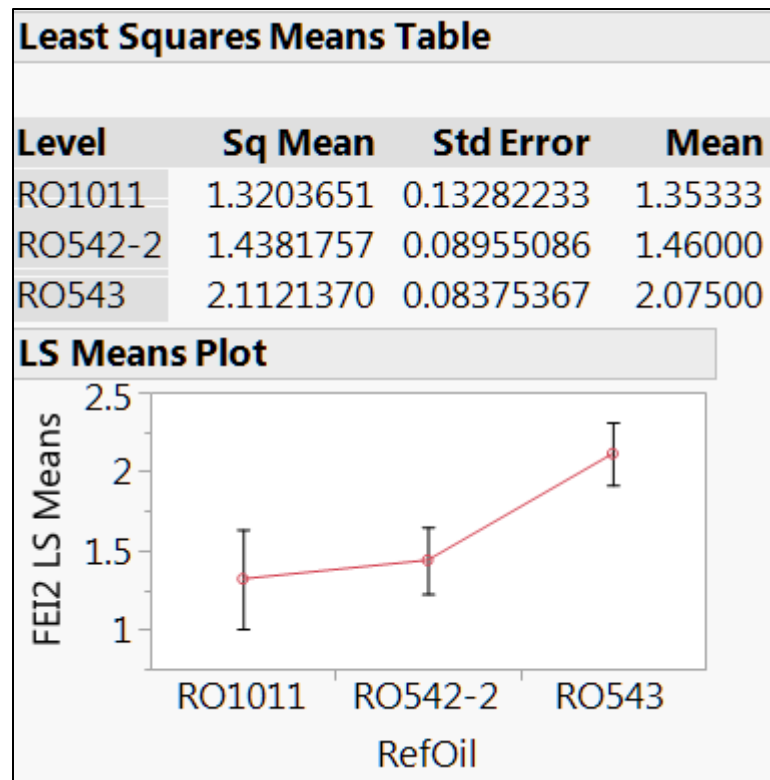 Least Squares Means Table
Level Sq Mean Std Error Mean
RO1011 1.3203651 0.13282233 1.35333
RO542-2 1.4381757 0.08955086 1.46000
RO543 2.1121370 0.08375367 2.07500
LS Means Plot
FEI2 LS Means
2.5
2
1.5
1
RO1011 RO542-2 RO543
RefOil